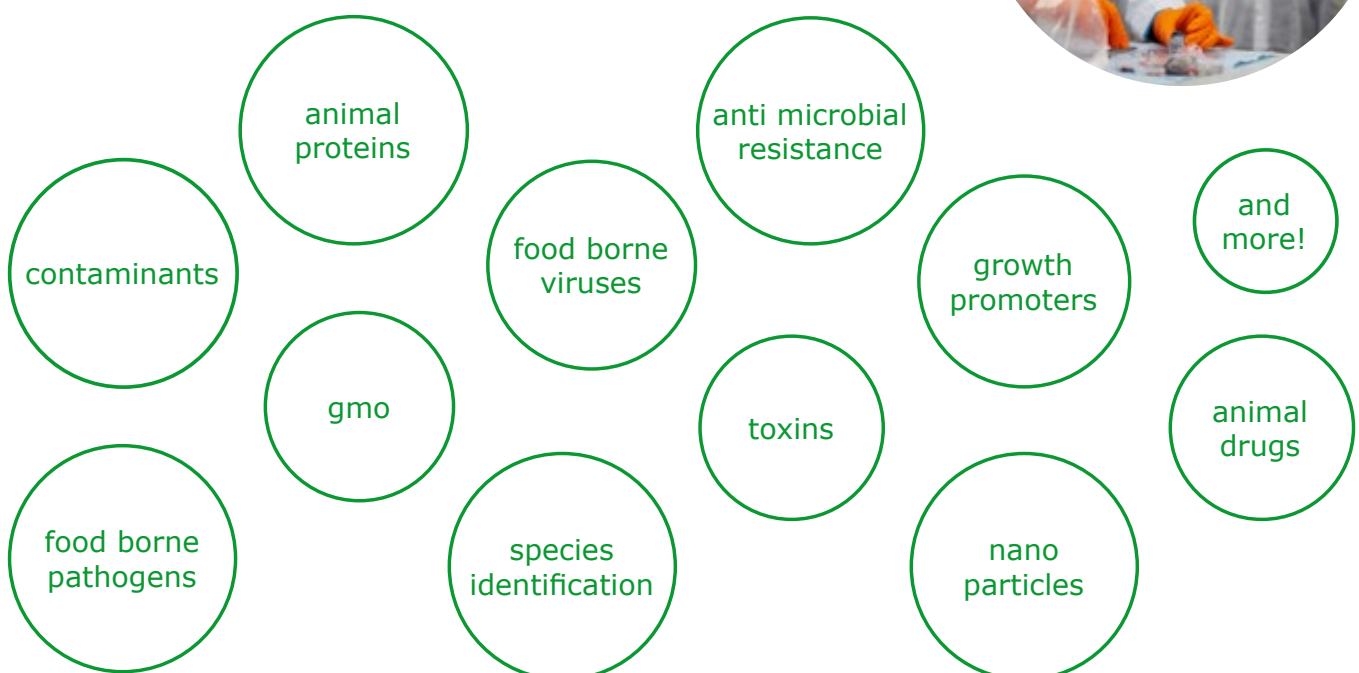 animal
proteins
anti microbial
resistance
and
more!
contaminants
food borne
viruses
growth
promoters
gmo
toxins
animal
drugs
food borne
pathogens
species
identification
nano
particles